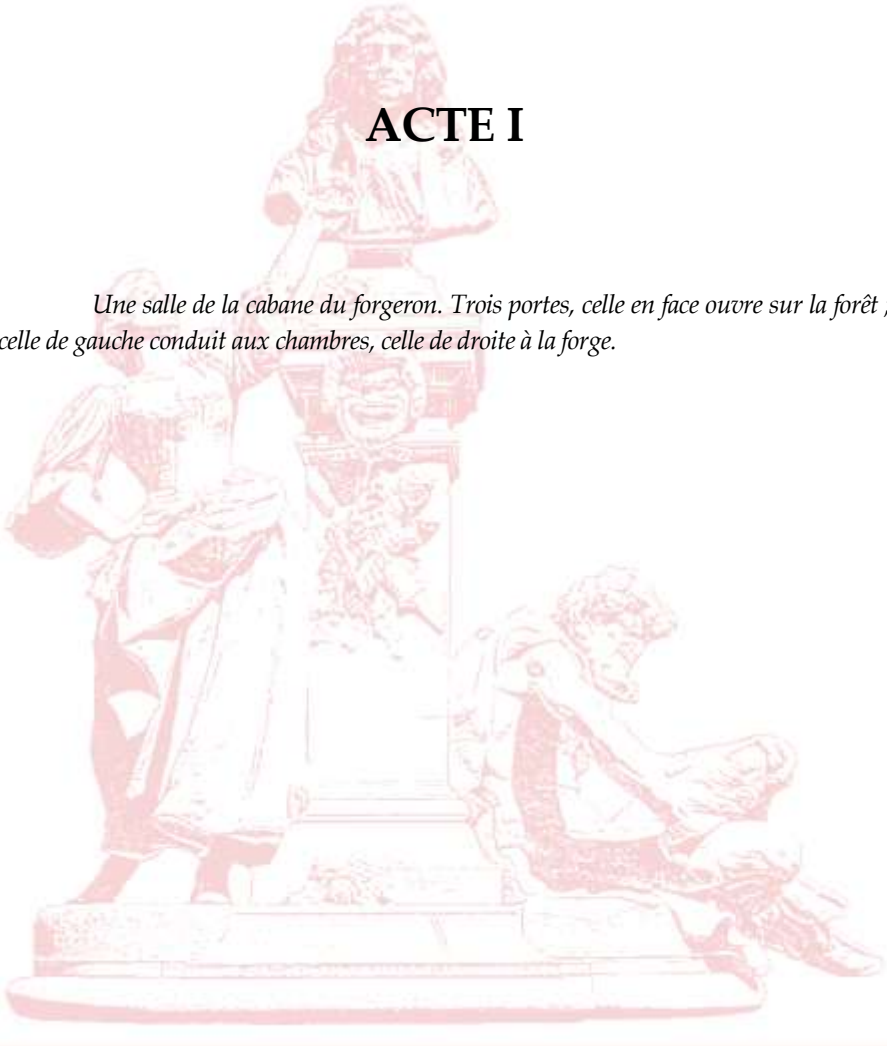 ACTE I
Une salle de la cabane du forgeron. Trois portes, celle en face ouvre sur la forêt ,
celle de gauche conduit aux chambres, celle de droite à la forge.